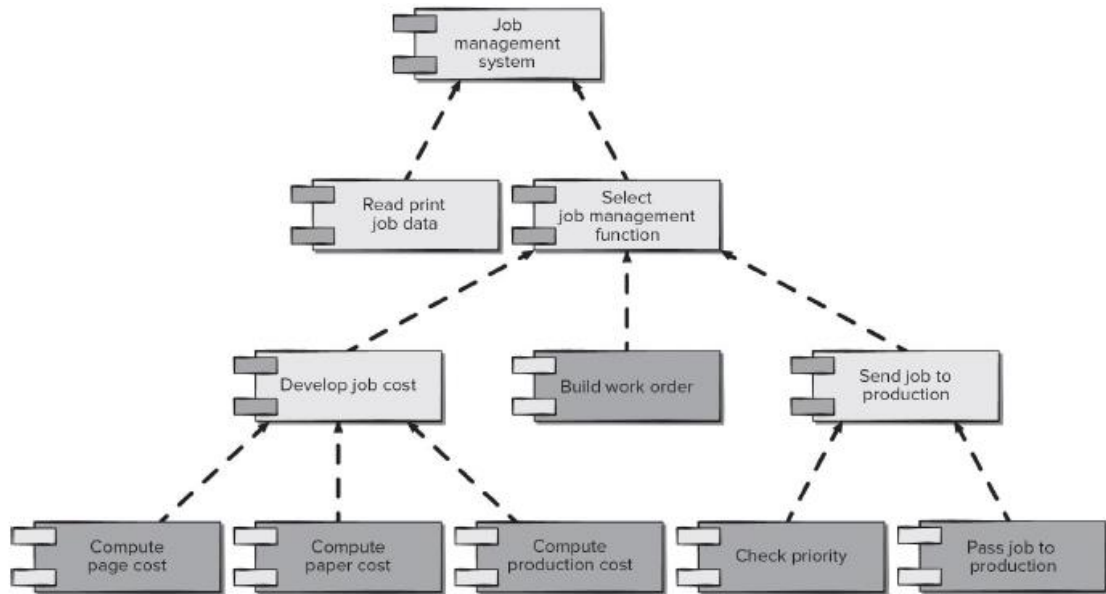 Job
management
system
Read print
job data
Select
job management
function
Develop job cost
Build work order
Send job to
production
Compute
page cost
Compute
paper cost
Compute
production cost
Check priority
Pass job to
production